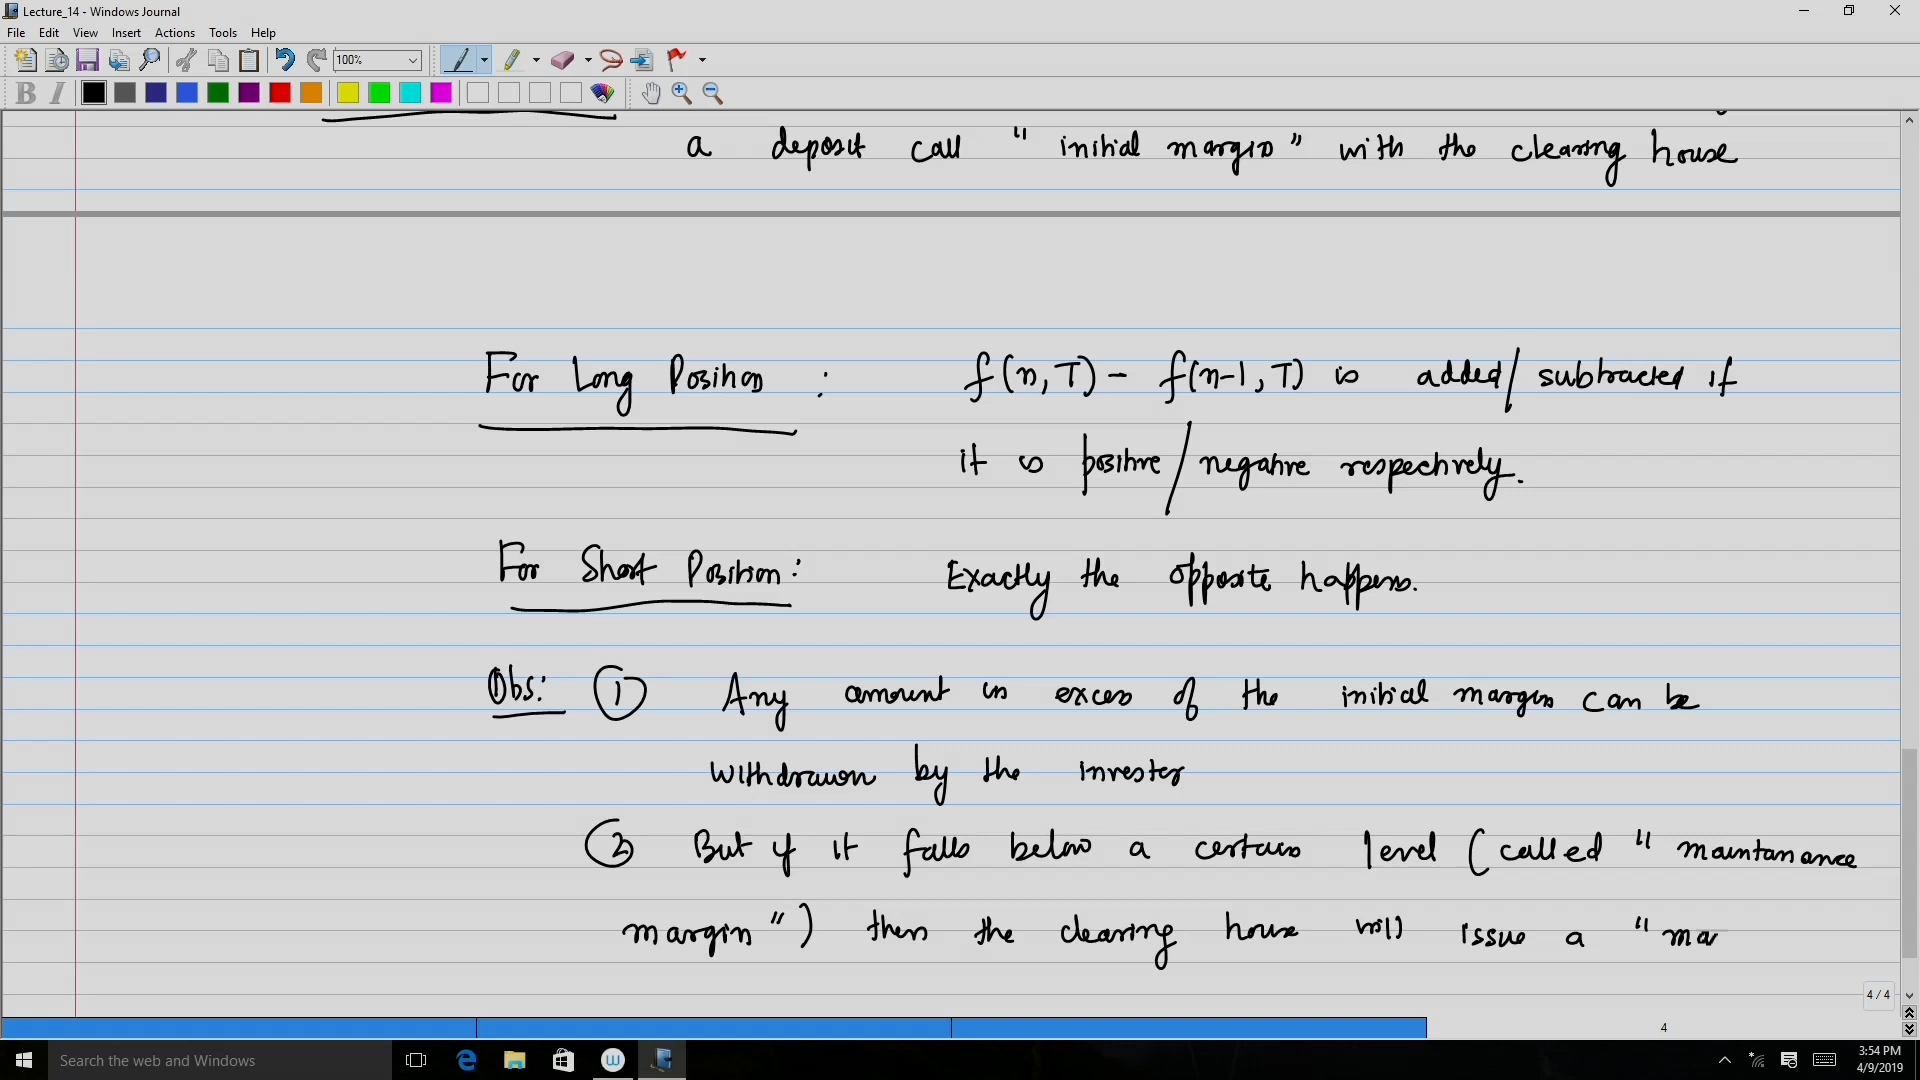 Lecture_14 - Windows Journal
File Edit View Insert Actions Tools Help
100%
B I
a deposit call "initial margin" with the clearing house
For Long Position : f(n,T) - f(n-1,T) is added/subtracted if
it is positive/negative respectively.
For Short Position: Exactly the opposite happens.
Obs: ① Any amount in excess of the initial margin can be
withdrawn by the investor
② But if it falls below a certain level (called "maintanance
margin") then the clearing house will issue a "ma
4 / 4
4
Search the web and Windows
3:54 PM
4/9/2019